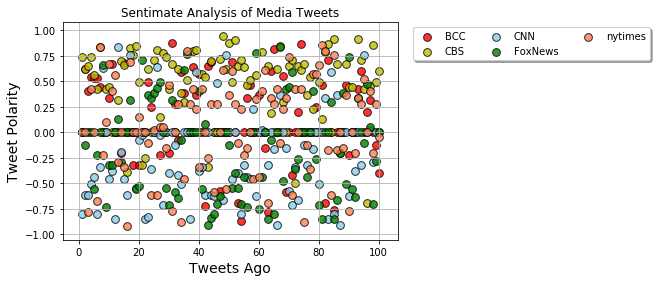 Sentimate Analysis of Media Tweets
BCC CNN nytimes
CBS FoxNews
Tweet Polarity
1.00
0.75
0.50
0.25
0.00
−0.25
−0.50
−0.75
−1.00
0 20 40 60 80 100
Tweets Ago